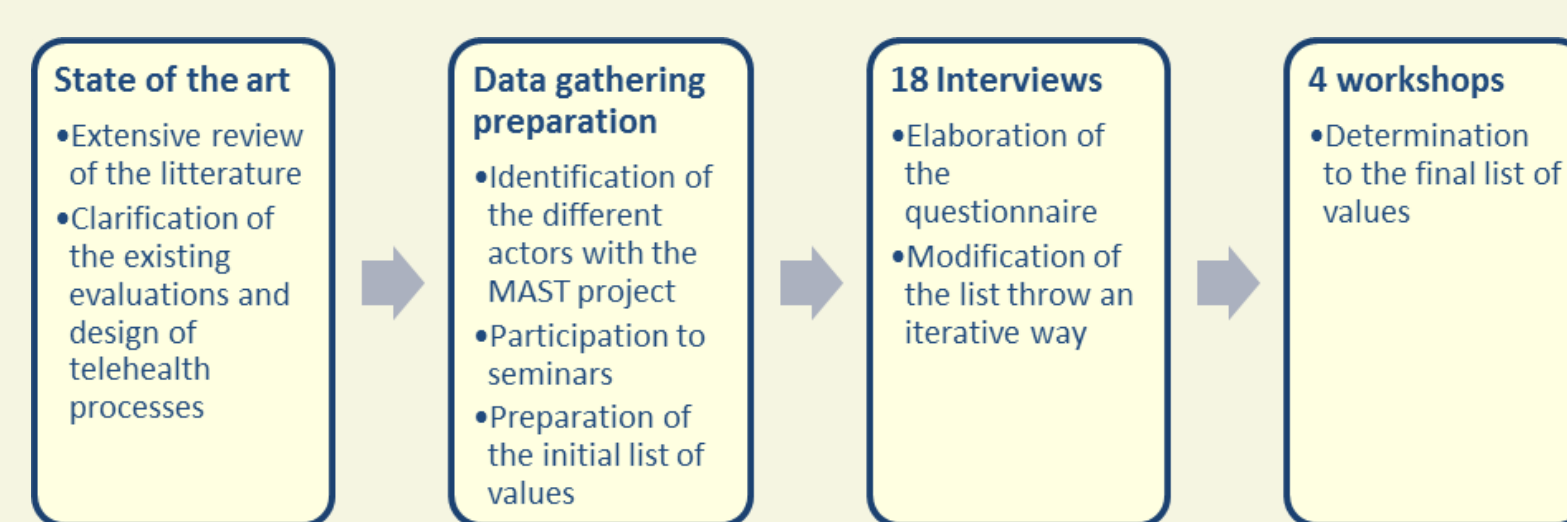 State of the art
•Extensive review
of the litterature
•Clarification of
the existing
evaluations and
design of
telehealth
processes
Data gathering
preparation
•Identification of
the different
actors with the
MAST project
•Participation to
seminars
•Preparation of
the initial list of
values
18 Interviews
•Elaboration of
the
questionnaire
•Modification of
the list throw an
iterative way
4 workshops
•Determination
to the final list of
values